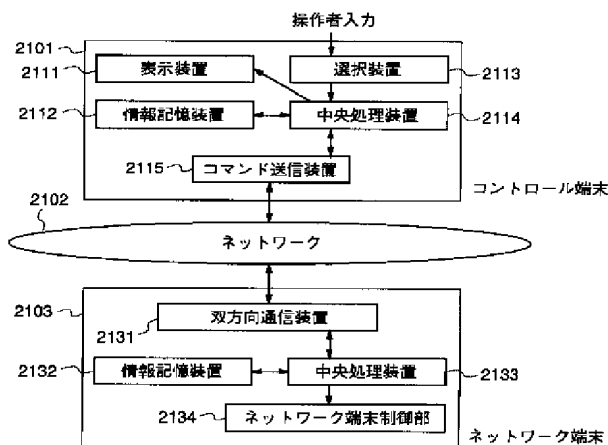 操作者入力
2101
2111
表示装置
選択装置
2113
2112
情報記憶装置
中央処理装置
2114
2115
コマンド送信装置
コントロール端末
2102
ネットワーク
2103
双方向通信装置
2131
2132
情報記憶装置
中央処理装置
2133
2134
ネットワーク端末制御部
ネットワーク端末